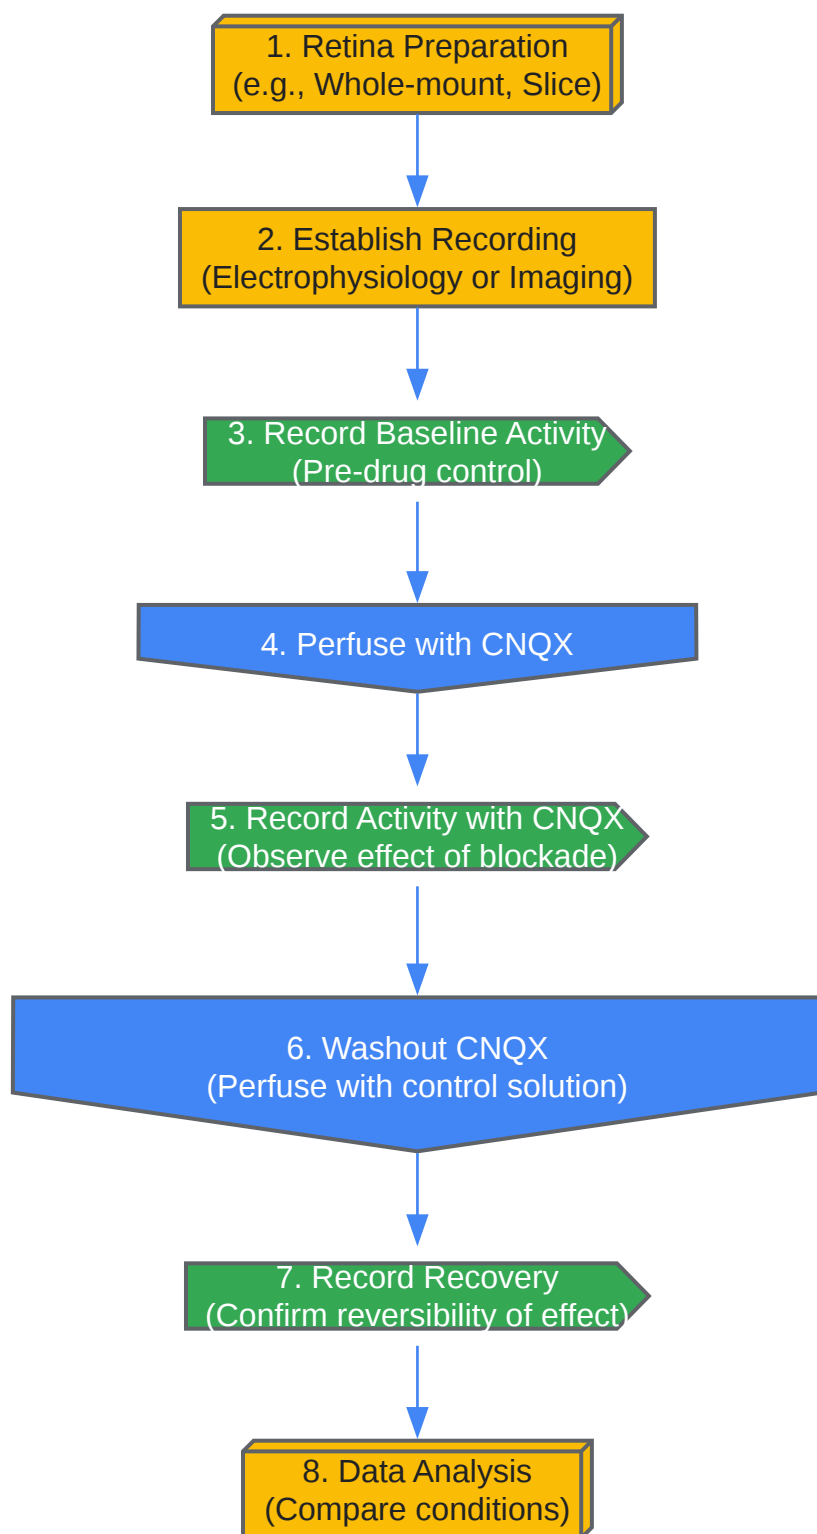 1. Retina Preparation
(e.g., Whole-mount, Slice)
2. Establish Recording
(Electrophysiology or Imaging)
3. Record Baseline Activity
(Pre-drug control)
4. Perfuse with CNQX
5. Record Activity with CNQX
(Observe effect of blockade)
6. Washout CNQX
(Perfuse with control solution)
7. Record Recovery
(Confirm reversibility of effect)
8. Data Analysis
(Compare conditions)